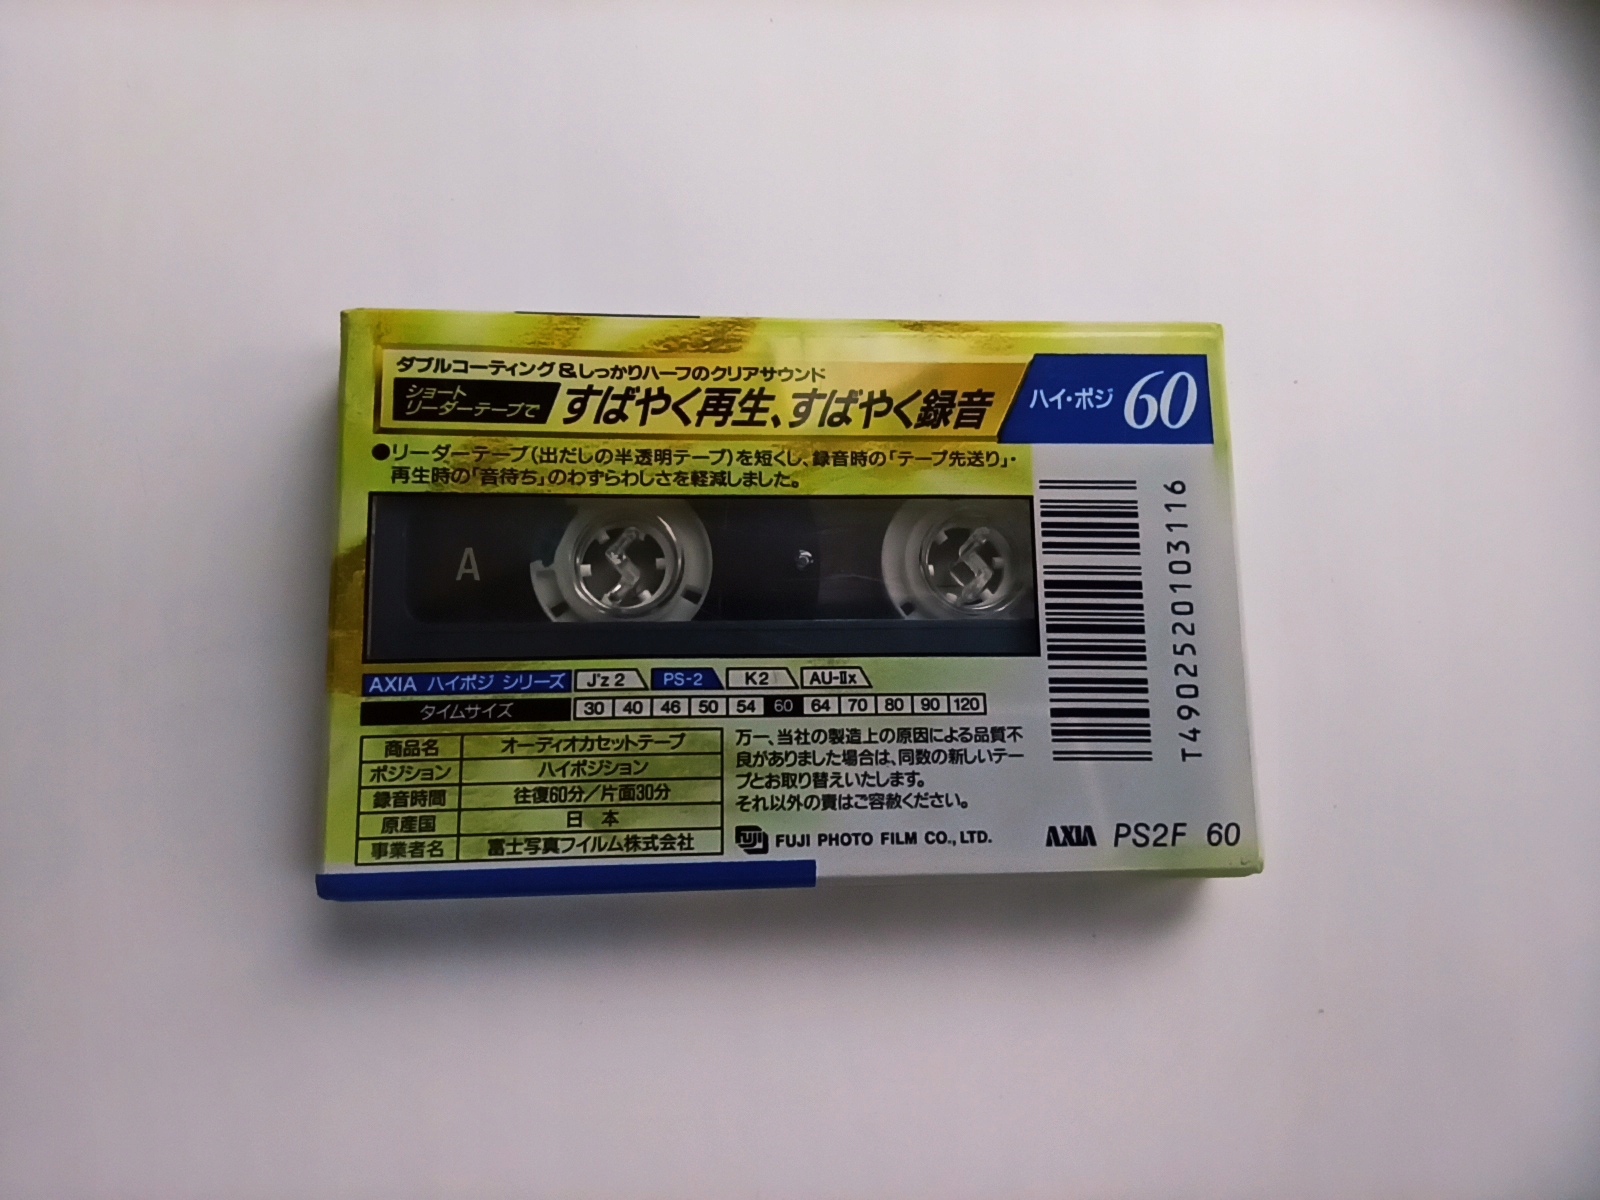 ダブルコーティング&しっかりハーフのクリアサウンド
ショート
リーダーテープで
すばやく再生、すばやく録音
ハイ・ポジ 60
●リーダーテープ(出だしの半透明テープ)を短くし、録音時の「テープ先送り」・
再生時の「音待ち」のわずらわしさを軽減しました。
A
T4902520103116
AXIA ハイポジ シリーズ J'z 2 PS-2 K2 AU-IIx
タイムサイズ 30 40 46 50 54 60 64 70 80 90 120
商品名 オーディオカセットテープ
ポジション ハイポジション
録音時間 往復60分/片面30分
原産国 日 本
事業者名 富士写真フイルム株式会社
万一、当社の製造上の原因による品質不
良がありました場合は、同数の新しいテー
プとお取り替えいたします。
それ以外の責はご容赦ください。
FUJI FUJI PHOTO FILM CO., LTD.
AXIA PS2F 60